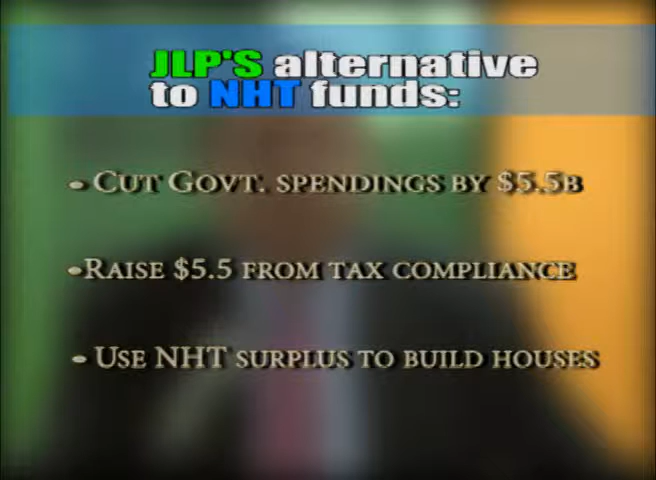 JLP'S alternative
to NHT funds:
• Cut Govt. spendings by $5.5b
•Raise $5.5 from tax compliance
• Use NHT surplus to build houses